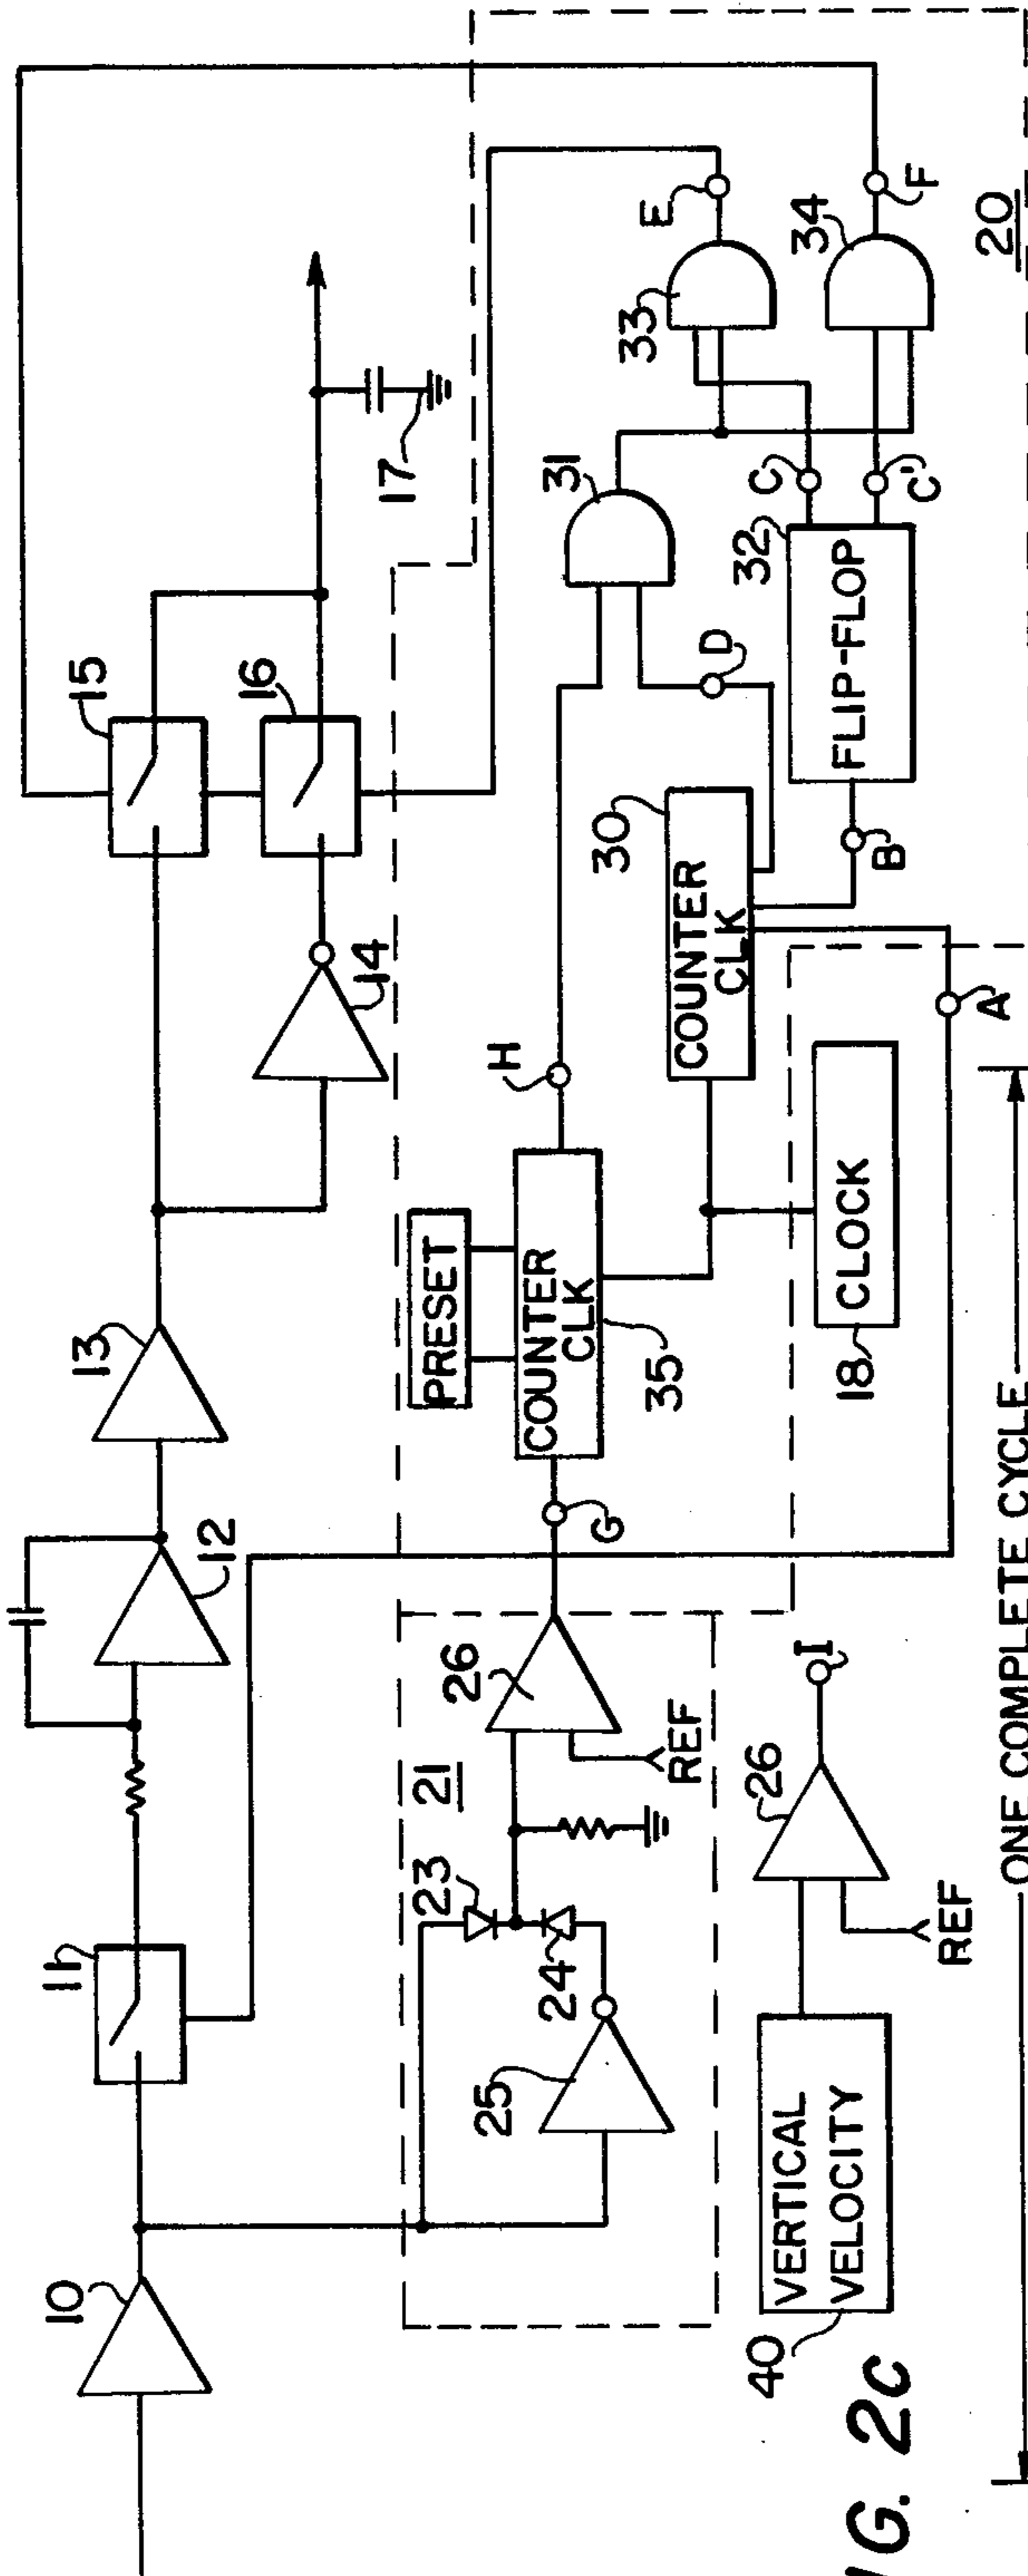 10
11
12
13
14
15
16
17
21
23
24
25
26
REF
G
PRESET
COUNTER
CLK
35
H
CLOCK
18
COUNTER
CLK
30
D
A
B
31
FLIP-FLOP
32
C
C'
33
34
E
F
20
VERTICAL
VELOCITY
40
26
REF
I
IG. 2c
ONE COMPLETE CYCLE